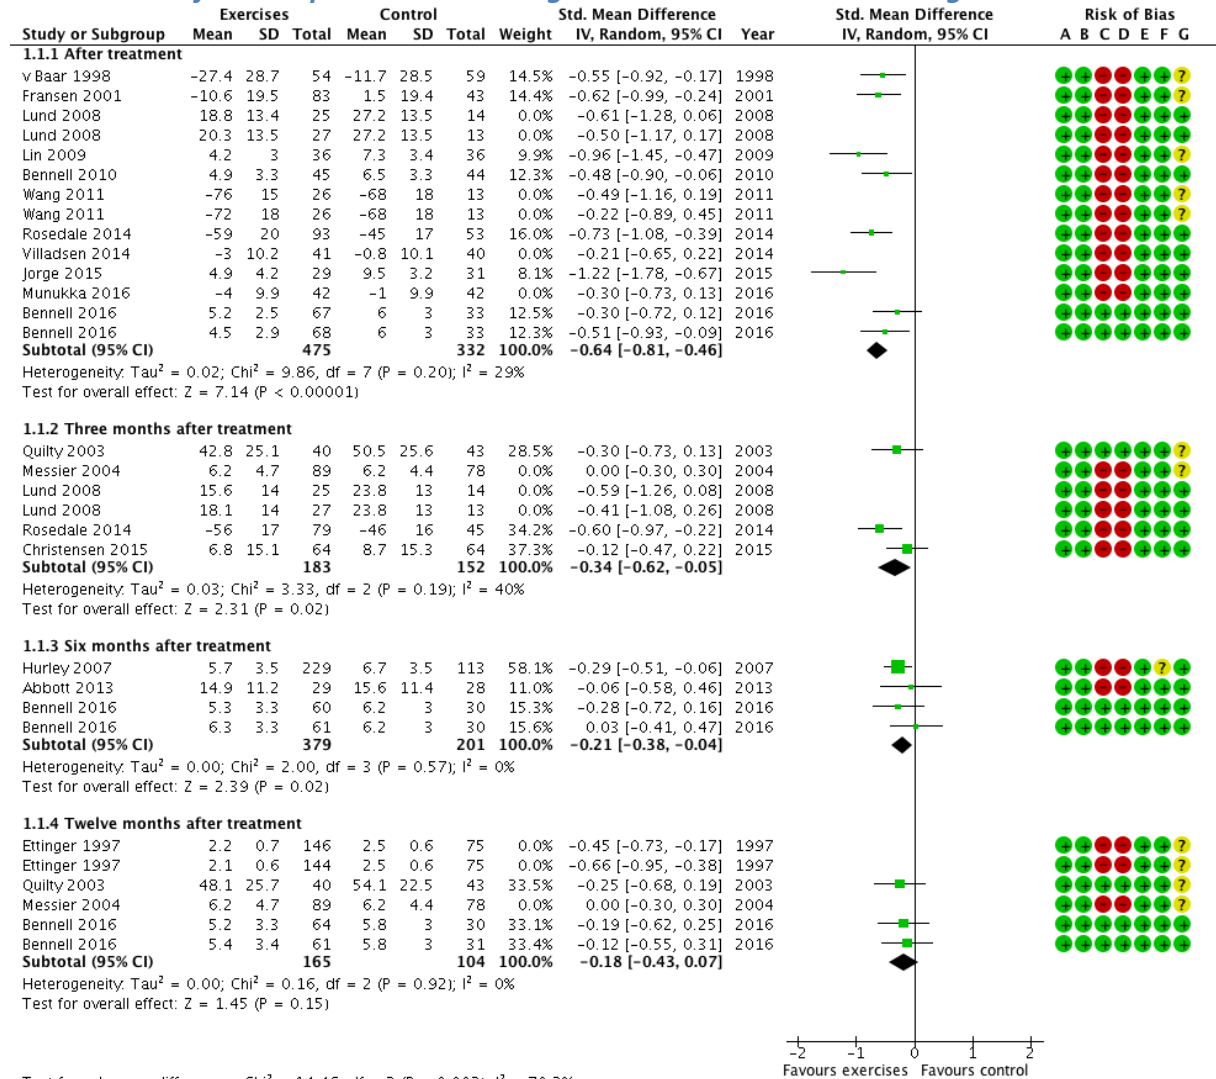 Exercises Control Std. Mean Difference Std. Mean Difference Risk of Bias
Study or Subgroup Mean SD Total Mean SD Total Weight IV, Random, 95% CI Year IV, Random, 95% CI A B C D E F G
1.1.1 After treatment
v Baar 1998 −27.4 28.7 54 −11.7 28.5 59 14.5% −0.55 [−0.92, −0.17] 1998 + + − − + + ?
Fransen 2001 −10.6 19.5 83 1.5 19.4 43 14.4% −0.62 [−0.99, −0.24] 2001 + + − − + + ?
Lund 2008 18.8 13.4 25 27.2 13.5 14 0.0% −0.61 [−1.28, 0.06] 2008 + + − − + + +
Lund 2008 20.3 13.5 27 27.2 13.5 13 0.0% −0.50 [−1.17, 0.17] 2008 + + − − + + +
Lin 2009 4.2 3 36 7.3 3.4 36 9.9% −0.96 [−1.45, −0.47] 2009 + + − − + + ?
Bennell 2010 4.9 3.3 45 6.5 3.3 44 12.3% −0.48 [−0.90, −0.06] 2010 + + − − + + +
Wang 2011 −76 15 26 −68 18 13 0.0% −0.49 [−1.16, 0.19] 2011 + + − − + + ?
Wang 2011 −72 18 26 −68 18 13 0.0% −0.22 [−0.89, 0.45] 2011 + + − − + + ?
Rosedale 2014 −59 20 93 −45 17 53 16.0% −0.73 [−1.08, −0.39] 2014 + + − − + + +
Villadsen 2014 −3 10.2 41 −0.8 10.1 40 0.0% −0.21 [−0.65, 0.22] 2014 + + − − + + +
Jorge 2015 4.9 4.2 29 9.5 3.2 31 8.1% −1.22 [−1.78, −0.67] 2015 + + − − + + +
Munukka 2016 −4 9.9 42 −1 9.9 42 0.0% −0.30 [−0.73, 0.13] 2016 + + − − + + +
Bennell 2016 5.2 2.5 67 6 3 33 12.5% −0.30 [−0.72, 0.12] 2016 + + + + + + +
Bennell 2016 4.5 2.9 68 6 3 33 12.3% −0.51 [−0.93, −0.09] 2016 + + + + + + +
Subtotal (95% CI) 475 332 100.0% −0.64 [−0.81, −0.46]
Heterogeneity: Tau² = 0.02; Chi² = 9.86, df = 7 (P = 0.20); I² = 29%
Test for overall effect: Z = 7.14 (P < 0.00001)
1.1.2 Three months after treatment
Quilty 2003 42.8 25.1 40 50.5 25.6 43 28.5% −0.30 [−0.73, 0.13] 2003 + + + + + + ?
Messier 2004 6.2 4.7 89 6.2 4.4 78 0.0% 0.00 [−0.30, 0.30] 2004 + + − − + + ?
Lund 2008 15.6 14 25 23.8 13 14 0.0% −0.59 [−1.26, 0.08] 2008 + + − − + + +
Lund 2008 18.1 14 27 23.8 13 13 0.0% −0.41 [−1.08, 0.26] 2008 + + − − + + +
Rosedale 2014 −56 17 79 −46 16 45 34.2% −0.60 [−0.97, −0.22] 2014 + + − − + + +
Christensen 2015 6.8 15.1 64 8.7 15.3 64 37.3% −0.12 [−0.47, 0.22] 2015 + + − − + + +
Subtotal (95% CI) 183 152 100.0% −0.34 [−0.62, −0.05]
Heterogeneity: Tau² = 0.03; Chi² = 3.33, df = 2 (P = 0.19); I² = 40%
Test for overall effect: Z = 2.31 (P = 0.02)
1.1.3 Six months after treatment
Hurley 2007 5.7 3.5 229 6.7 3.5 113 58.1% −0.29 [−0.51, −0.06] 2007 + + − − + ? +
Abbott 2013 14.9 11.2 29 15.6 11.4 28 11.0% −0.06 [−0.58, 0.46] 2013 + + − − + + +
Bennell 2016 5.3 3.3 60 6.2 3 30 15.3% −0.28 [−0.72, 0.16] 2016 + + + + + + +
Bennell 2016 6.3 3.3 61 6.2 3 30 15.6% 0.03 [−0.41, 0.47] 2016 + + + + + + +
Subtotal (95% CI) 379 201 100.0% −0.21 [−0.38, −0.04]
Heterogeneity: Tau² = 0.00; Chi² = 2.00, df = 3 (P = 0.57); I² = 0%
Test for overall effect: Z = 2.39 (P = 0.02)
1.1.4 Twelve months after treatment
Ettinger 1997 2.2 0.7 146 2.5 0.6 75 0.0% −0.45 [−0.73, −0.17] 1997 + + − − + + ?
Ettinger 1997 2.1 0.6 144 2.5 0.6 75 0.0% −0.66 [−0.95, −0.38] 1997 + + − − + + ?
Quilty 2003 48.1 25.7 40 54.1 22.5 43 33.5% −0.25 [−0.68, 0.19] 2003 + + + + + + ?
Messier 2004 6.2 4.4 89 6.2 4.4 78 0.0% 0.00 [−0.30, 0.30] 2004 + + − − + + ?
Bennell 2016 5.2 3.3 64 5.8 3 30 33.1% −0.19 [−0.62, 0.25] 2016 + + + + + + +
Bennell 2016 5.4 3.4 61 5.8 3 31 33.4% −0.12 [−0.55, 0.31] 2016 + + + + + + +
Subtotal (95% CI) 165 104 100.0% −0.18 [−0.43, 0.07]
Heterogeneity: Tau² = 0.00; Chi² = 0.16, df = 2 (P = 0.92); I² = 0%
Test for overall effect: Z = 1.45 (P = 0.15)
−2 −1 0 1 2
Favours exercises Favours control